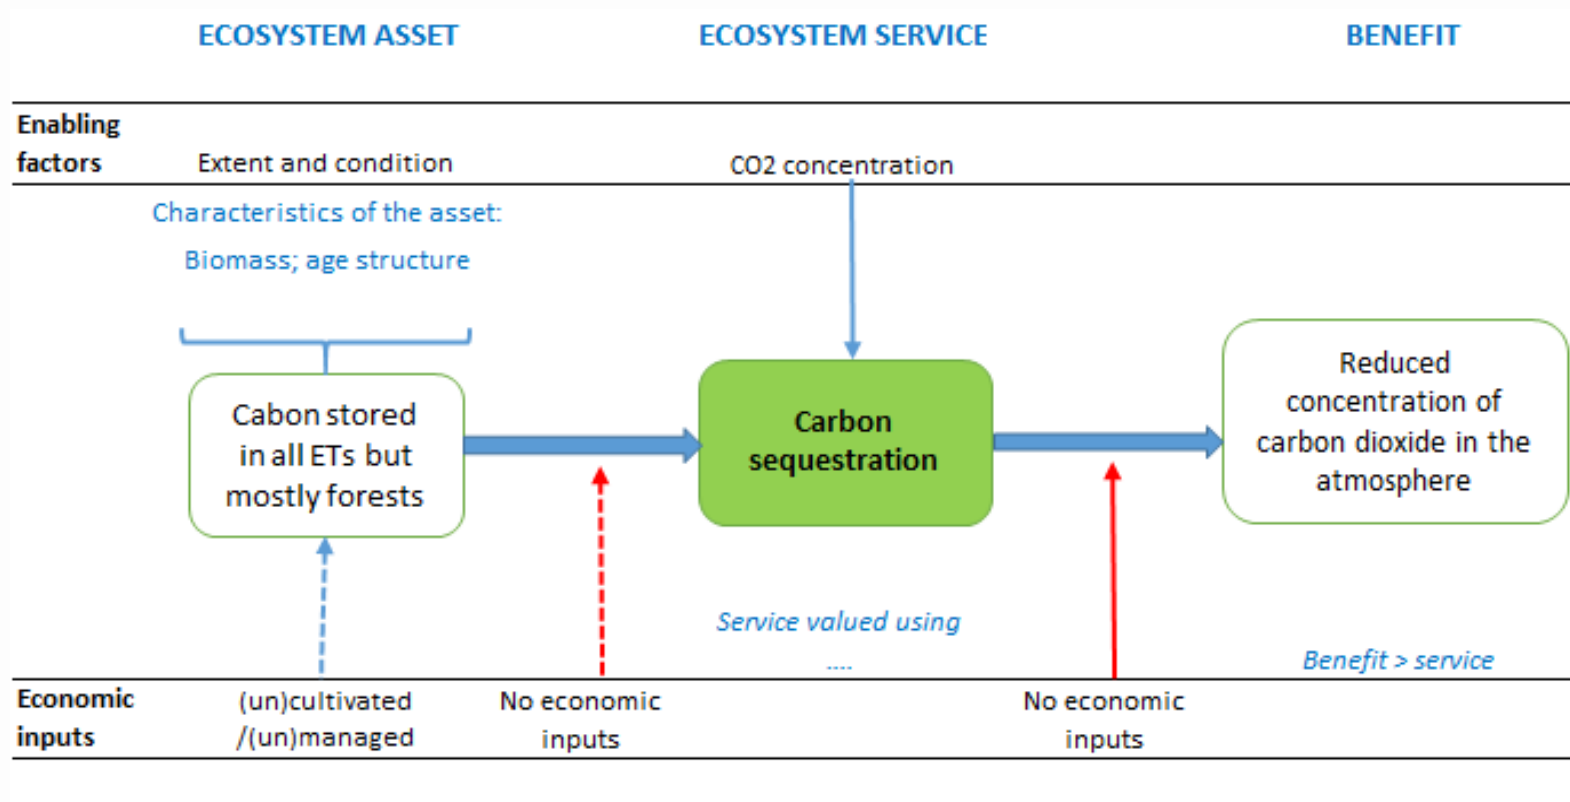 ECOSYSTEM ASSET
ECOSYSTEM SERVICE
BENEFIT
Enabling
factors
Extent and condition
CO2 concentration
Characteristics of the asset:
Biomass; age structure
Cabon stored
in all ETs but
mostly forests
Carbon
sequestration
Reduced
concentration of
carbon dioxide in the
atmosphere
Service valued using
....
Benefit > service
Economic
inputs
(un)cultivated
/(un)managed
No economic
inputs
No economic
inputs